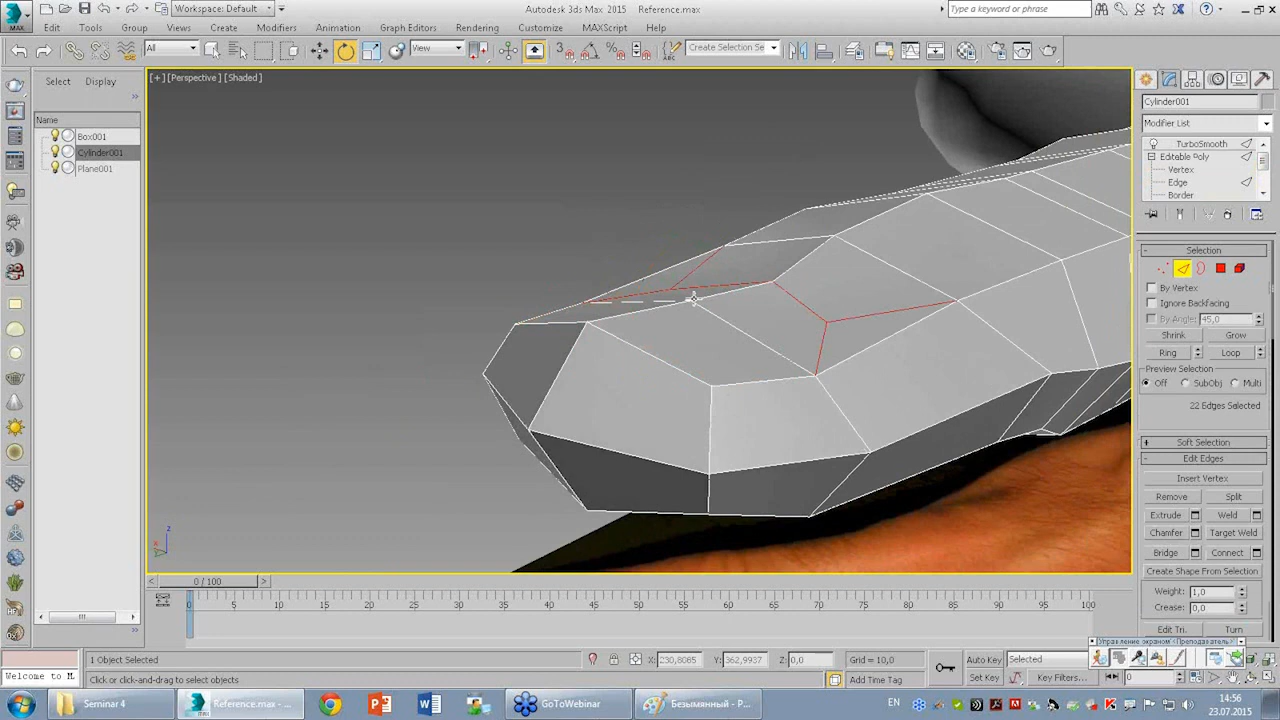 MAX
Workspace: Default
Autodesk 3ds Max 2015 Reference.max
Type a keyword or phrase
Edit Tools Group Views Create Modifiers Animation Graph Editors Rendering Customize MAXScript Help
All
View
Create Selection Se
Select Display
Name
Box001
Cylinder001
Plane001
[+] [Perspective] [Shaded]
Cylinder001
Modifier List
TurboSmooth
Editable Poly
Vertex
Edge
Border
Selection
By Vertex
Ignore Backfacing
By Angle: 45,0
Shrink Grow
Ring Loop
Preview Selection
Off SubObj Multi
22 Edges Selected
Soft Selection
Edit Edges
Insert Vertex
Remove Split
Extrude Weld
Chamfer Target Weld
Bridge Connect
Create Shape From Selection
Weight: 1,0
Crease: 0,0
Edit Tri. Turn
z
x
0 / 100
0 5 10 15 20 25 30 35 40 45 50 55 60 65 70 75 80 85 90 95 100
Управление экраном (Преподаватель)
Welcome to M
1 Object Selected
X: 230,8085 Y: 362,9937 Z: 0,0 Grid = 10,0
Auto Key Selected
Click or click-and-drag to select objects
Add Time Tag
Set Key Key Filters...
0
Seminar 4
Reference.max - ...
GoToWebinar
Безымянный - P...
EN
14:56
23.07.2015